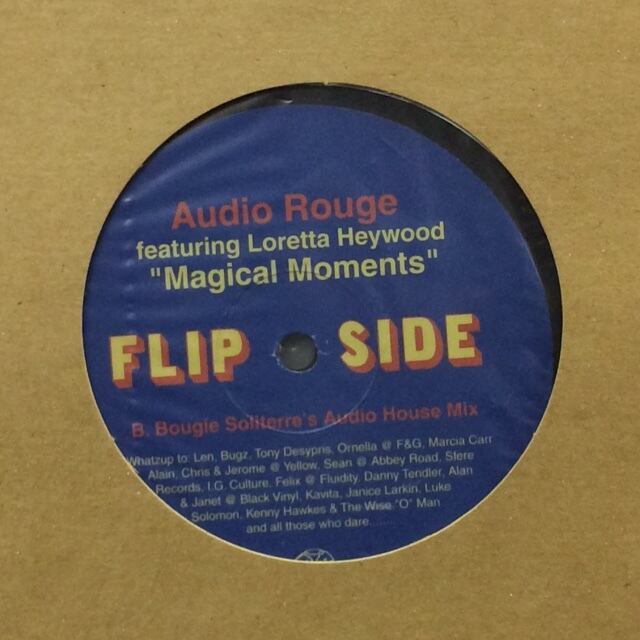 Audio Rouge
featuring Loretta Heywood
"Magical Moments"
FLIP SIDE
B. Bougie Soliterre's Audio House Mix
Whatzup to: Len, Bugz, Tony Desypris, Ornella @ F&G, Marcia Carr
Alain, Chris & Jerome @ Yellow, Sean @ Abbey Road, Stere
Records, I.G. Culture, Felix @ Fluidity, Danny Tendler, Alan
& Janet @ Black Vinyl, Kavita, Janice Larkin, Luke
Solomon, Kenny Hawkes & The Wise "O" Man
and all those who dare.......